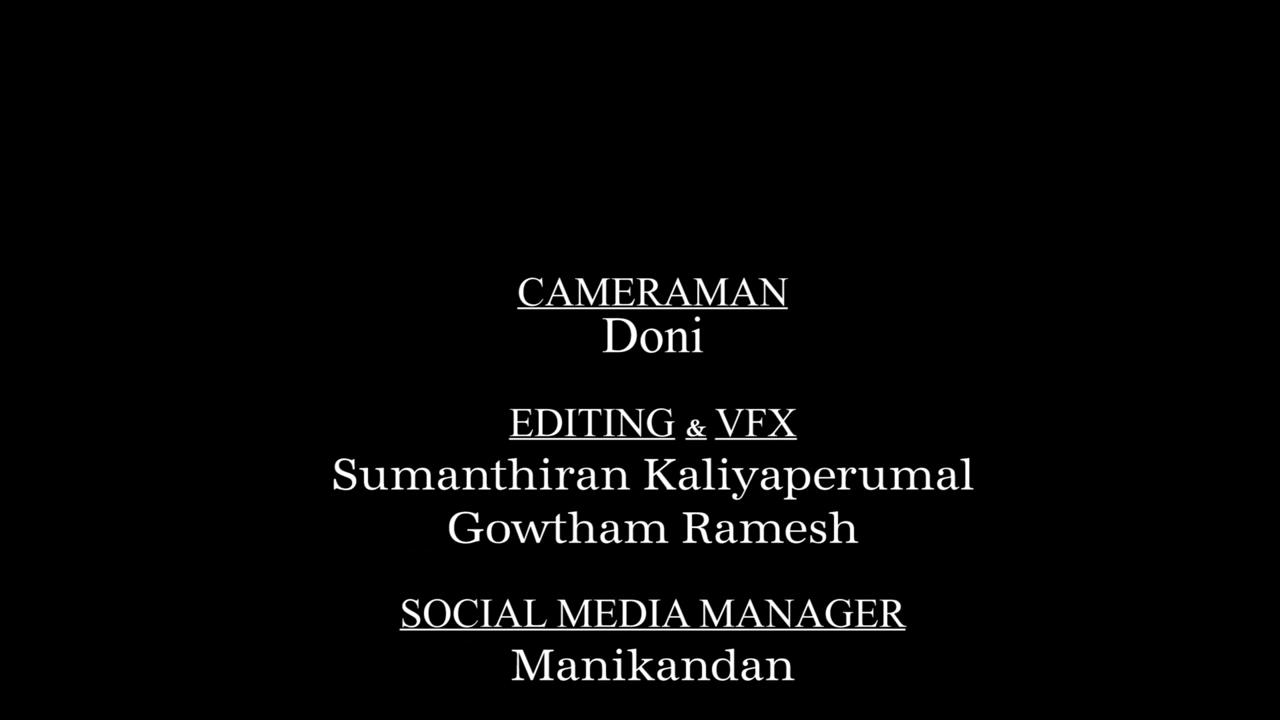 CAMERAMAN
Doni
EDITING & VFX
Sumanthiran Kaliyaperumal
Gowtham Ramesh
SOCIAL MEDIA MANAGER
Manikandan